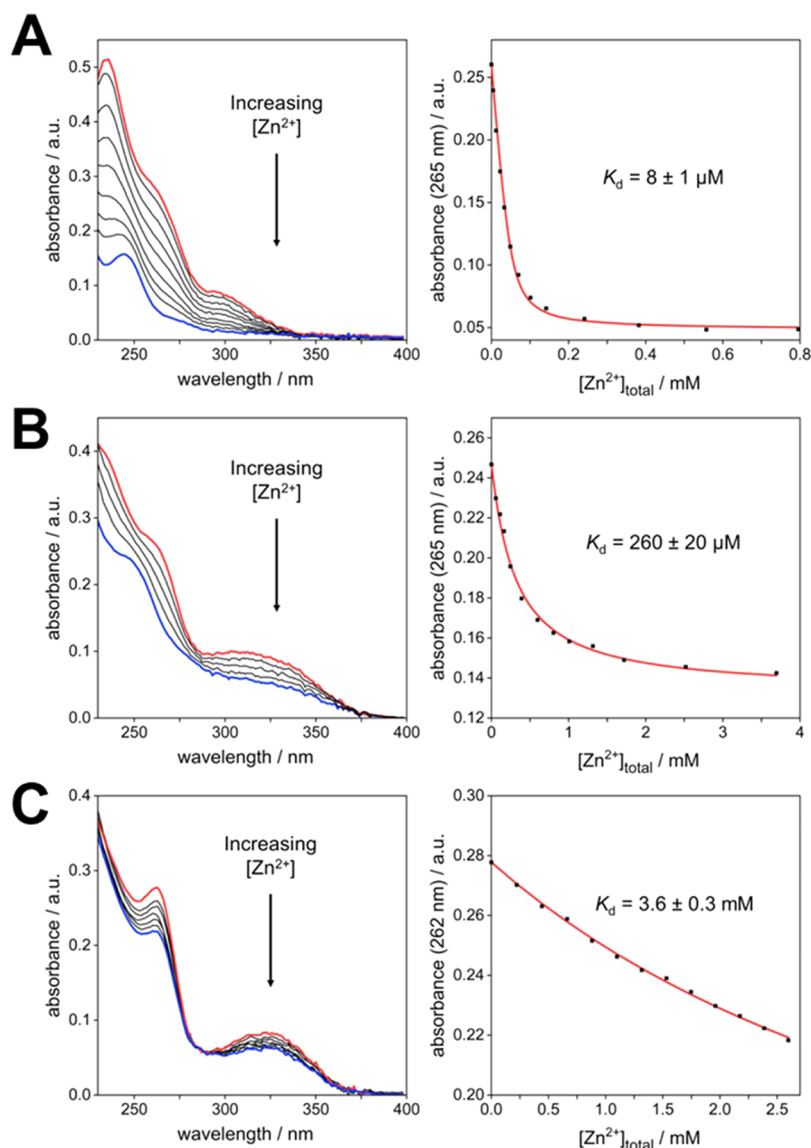 A
absorbance / a.u.
0.5
0.4
0.3
0.2
0.1
0.0
Increasing
[Zn²⁺]
250
300
350
400
wavelength / nm
absorbance (265 nm) / a.u.
0.25
0.20
0.15
0.10
0.05
Kd = 8 ± 1 µM
0.0
0.2
0.4
0.6
0.8
[Zn²⁺]total / mM
B
absorbance / a.u.
0.4
0.3
0.2
0.1
0.0
Increasing
[Zn²⁺]
250
300
350
400
wavelength / nm
absorbance (265 nm) / a.u.
0.26
0.24
0.22
0.20
0.18
0.16
0.14
0.12
Kd = 260 ± 20 µM
0
1
2
3
4
[Zn²⁺]total / mM
C
absorbance / a.u.
0.4
0.3
0.2
0.1
0.0
Increasing
[Zn²⁺]
250
300
350
400
wavelength / nm
absorbance (262 nm) / a.u.
0.30
0.28
0.26
0.24
0.22
0.20
Kd = 3.6 ± 0.3 mM
0.0
0.5
1.0
1.5
2.0
2.5
[Zn²⁺]total / mM